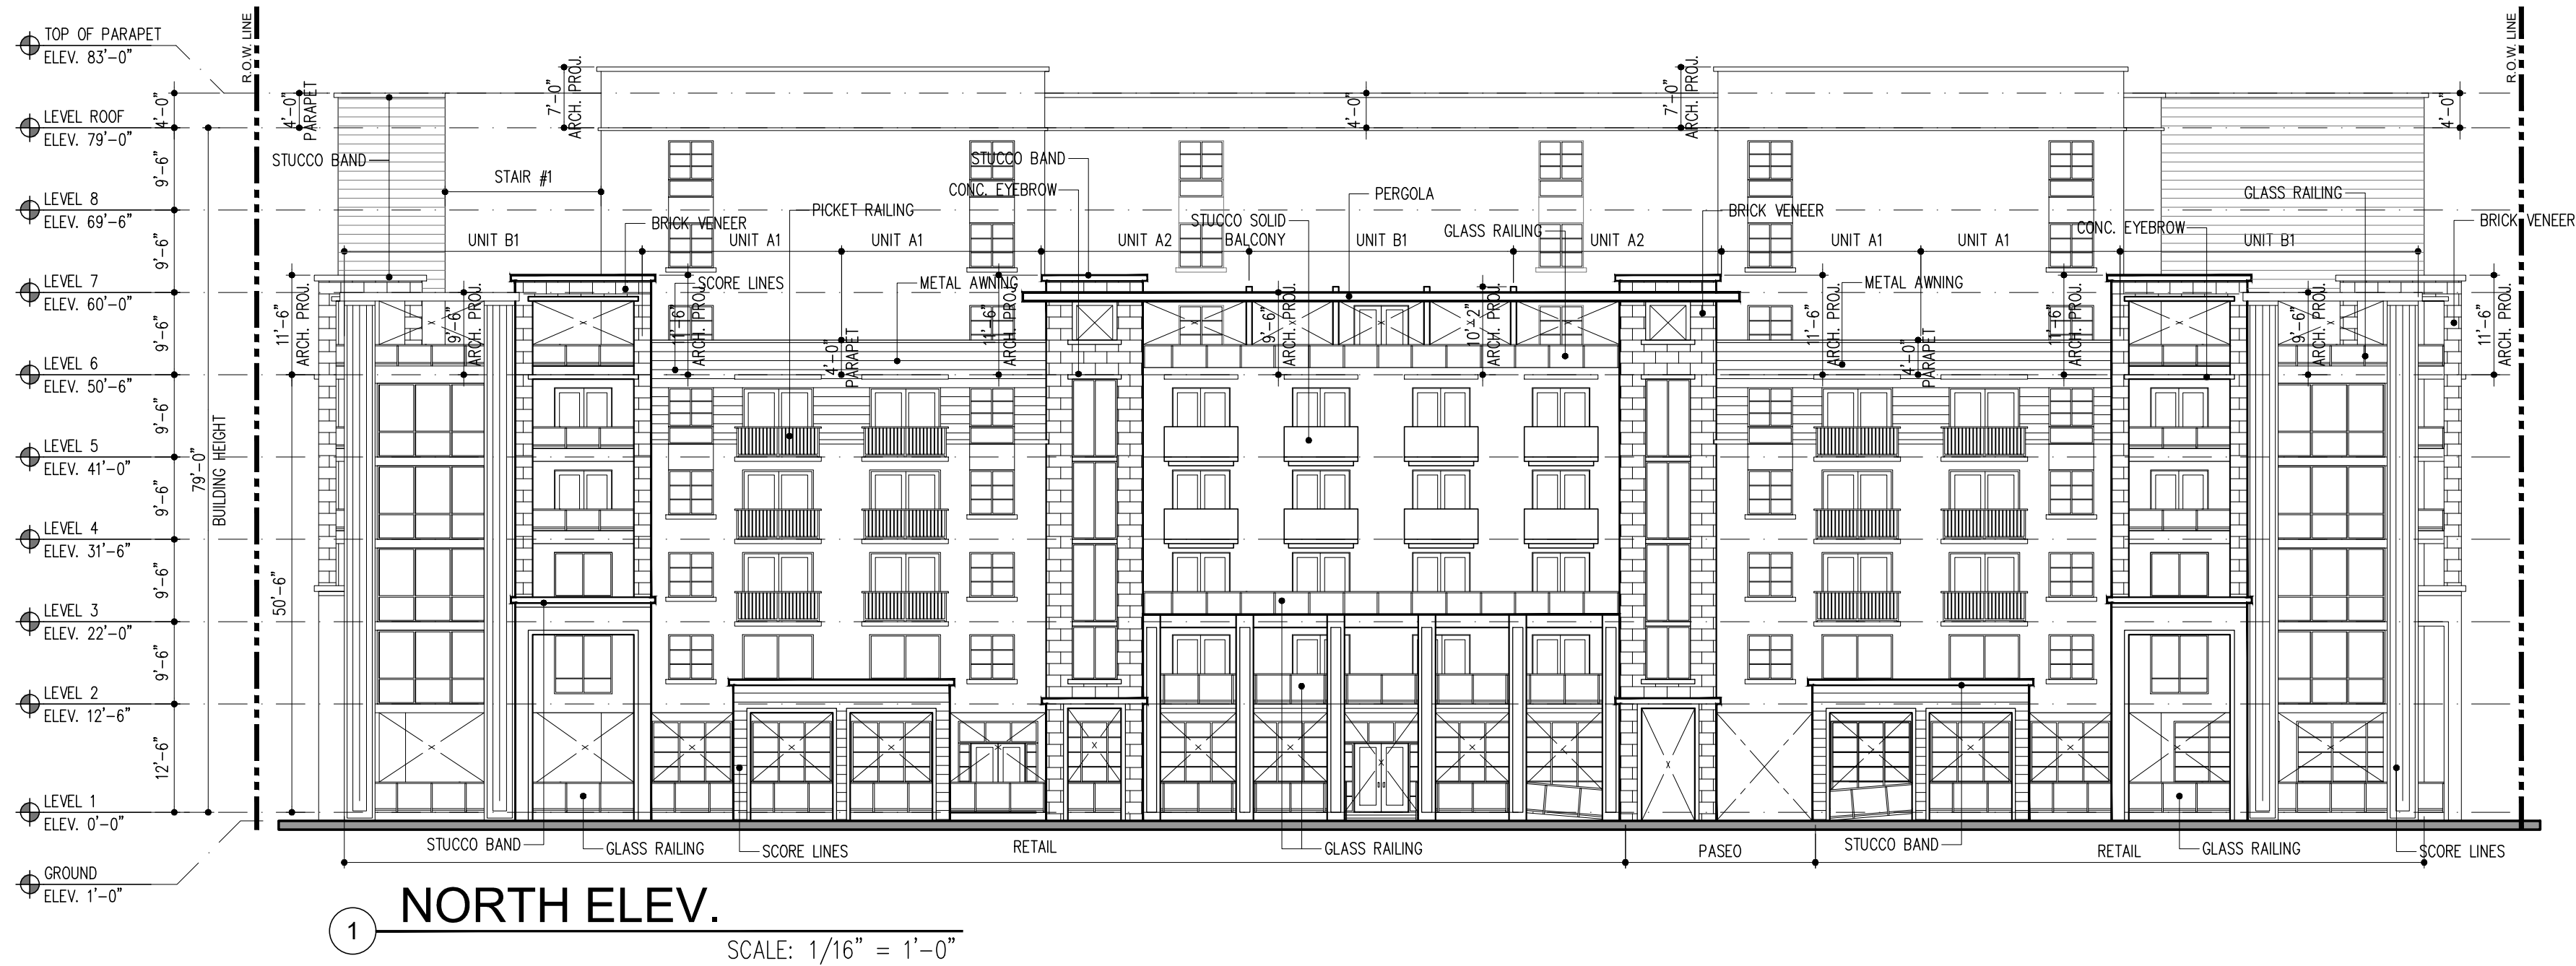 TOP OF PARAPET
ELEV. 83'-0"
LEVEL ROOF
ELEV. 79'-0"
LEVEL 8
ELEV. 69'-6"
LEVEL 7
ELEV. 60'-0"
LEVEL 6
ELEV. 50'-6"
LEVEL 5
ELEV. 41'-0"
LEVEL 4
ELEV. 31'-6"
LEVEL 3
ELEV. 22'-0"
LEVEL 2
ELEV. 12'-6"
LEVEL 1
ELEV. 0'-0"
GROUND
ELEV. 1'-0"
4'-0"
9'-6"
9'-6"
9'-6"
9'-6"
9'-6"
9'-6"
9'-6"
12'-6"
79'-0"
BUILDING HEIGHT
R.O.W. LINE
4'-0"
PARAPET
STUCCO BAND
11'-6"
ARCH. PROJ.
50'-6"
STAIR #1
7'-0"
ARCH. PROJ.
BRICK VENEER
PICKET RAILING
STUCCO BAND
CONC. EYEBROW
4'-0"
PERGOLA
STUCCO SOLID
BALCONY
GLASS RAILING
7'-0"
ARCH. PROJ.
BRICK VENEER
GLASS RAILING
CONC. EYEBROW
BRICK VENEER
4'-0"
R.O.W. LINE
UNIT B1
UNIT A1
UNIT A1
UNIT A2
UNIT B1
UNIT A2
UNIT A1
UNIT A1
UNIT B1
SCORE LINES
METAL AWNING
METAL AWNING
9'-6"
ARCH. PROJ.
11'-6"
ARCH. PROJ.
4'-0"
PARAPET
11'-6"
ARCH. PROJ.
9'-6"
ARCH. PROJ.
10'-2"
ARCH. PROJ.
11'-6"
ARCH. PROJ.
4'-0"
PARAPET
11'-6"
ARCH. PROJ.
9'-6"
ARCH. PROJ.
11'-6"
ARCH. PROJ.
STUCCO BAND
GLASS RAILING
SCORE LINES
RETAIL
GLASS RAILING
PASEO
STUCCO BAND
RETAIL
GLASS RAILING
SCORE LINES
1
NORTH ELEV.
SCALE: 1/16" = 1'-0"